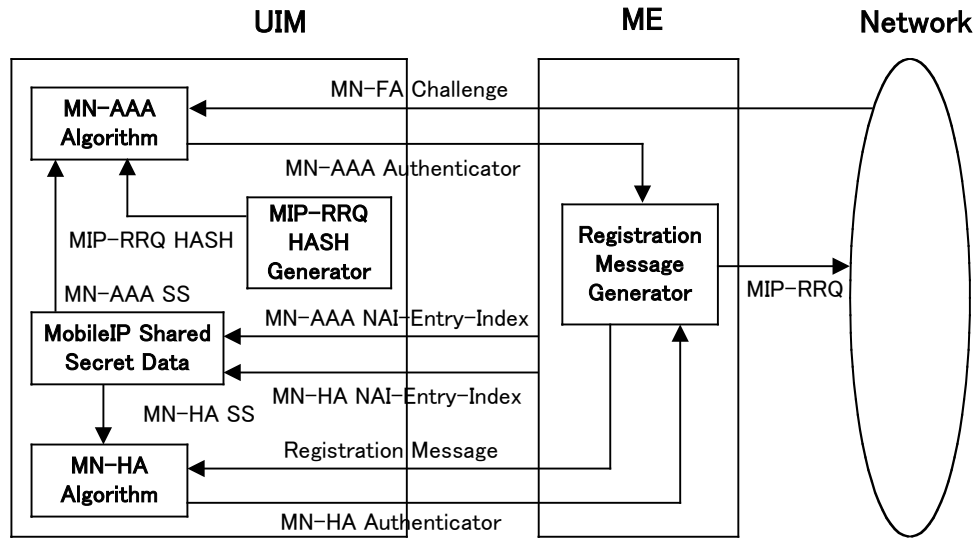 UIM
ME
Network
MN-FA Challenge
MN-AAA
Algorithm
MN-AAA Authenticator
MIP-RRQ
HASH
Generator
MIP-RRQ HASH
Registration
Message
Generator
MIP-RRQ
MN-AAA SS
MN-AAA NAI-Entry-Index
MobileIP Shared
Secret Data
MN-HA NAI-Entry-Index
MN-HA SS
Registration Message
MN-HA
Algorithm
MN-HA Authenticator